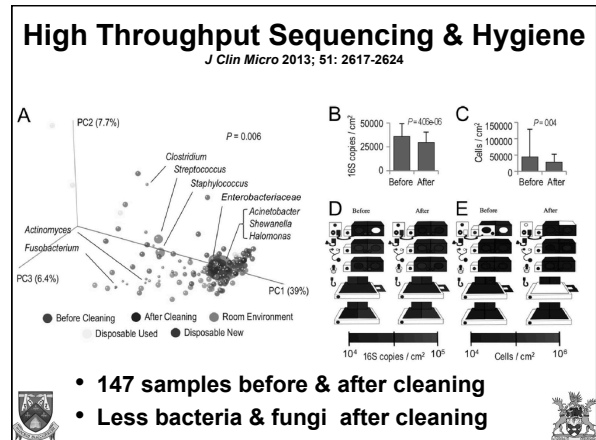 High Throughput Sequencing & Hygiene
J Clin Micro 2013; 51: 2617-2624
A
PC2 (7.7%)
P = 0.006
Clostridium
Streptococcus
Staphylococcus
Enterobacteriaceae
Acinetobacter
Shewanella
Halomonas
Actinomyces
Fusobacterium
PC3 (6.4%)
PC1 (39%)
Before Cleaning
After Cleaning
Room Environment
Disposable Used
Disposable New
B
16S copies / cm²
50000
25000
0
P = 4.06e-06
Before
After
C
Cells / cm²
150000
100000
50000
0
P = 004
Before
After
D
Before
After
10⁴
16S copies / cm²
10⁵
E
Before
After
10⁴
Cells / cm²
10⁶
• 147 samples before & after cleaning
• Less bacteria & fungi after cleaning